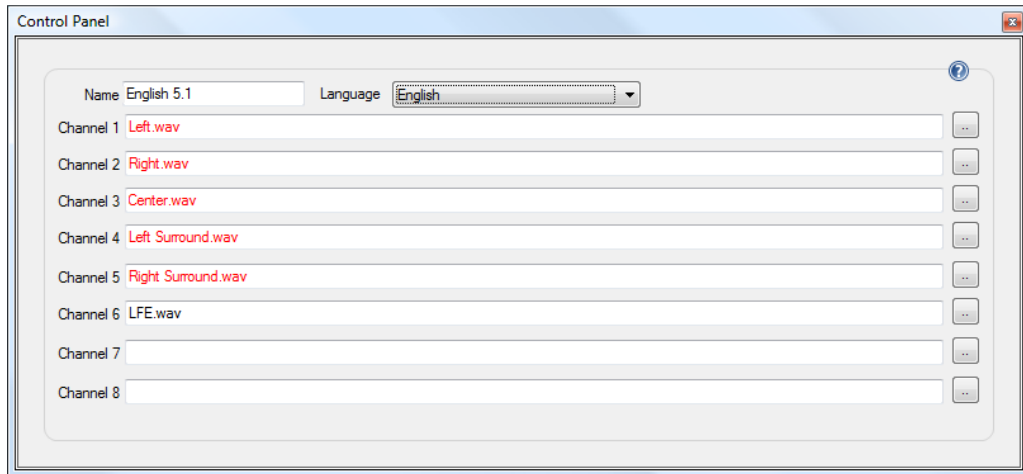 Control Panel
Name English 5.1 Language English
Channel 1 Left.wav ..
Channel 2 Right.wav ..
Channel 3 Center.wav ..
Channel 4 Left Surround.wav ..
Channel 5 Right Surround.wav ..
Channel 6 LFE.wav ..
Channel 7 ..
Channel 8 ..